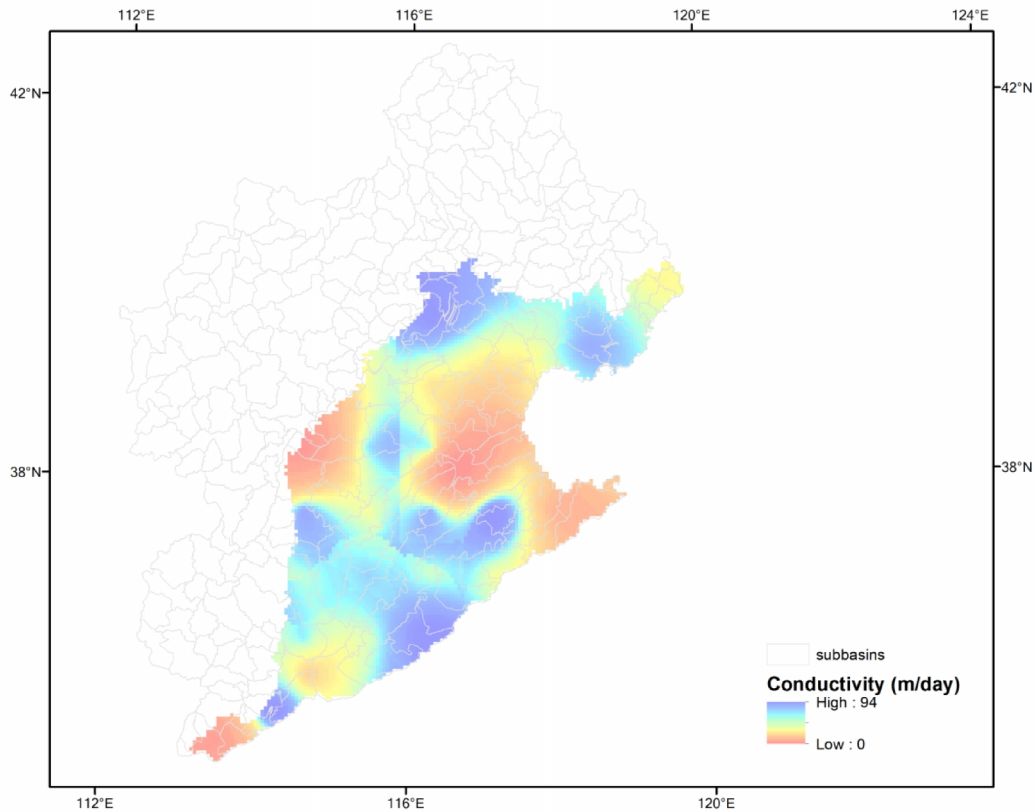 112°E 116°E 120°E 124°E
42°N 42°N
38°N 38°N
subbasins
Conductivity (m/day)
High : 94
Low : 0
112°E 116°E 120°E